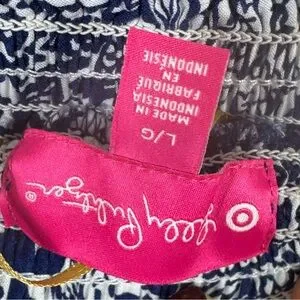 Lilly Pulitzer®
L/G
MADE IN
INDONESIA
FABRIQUÉ
EN
INDONÉSIE